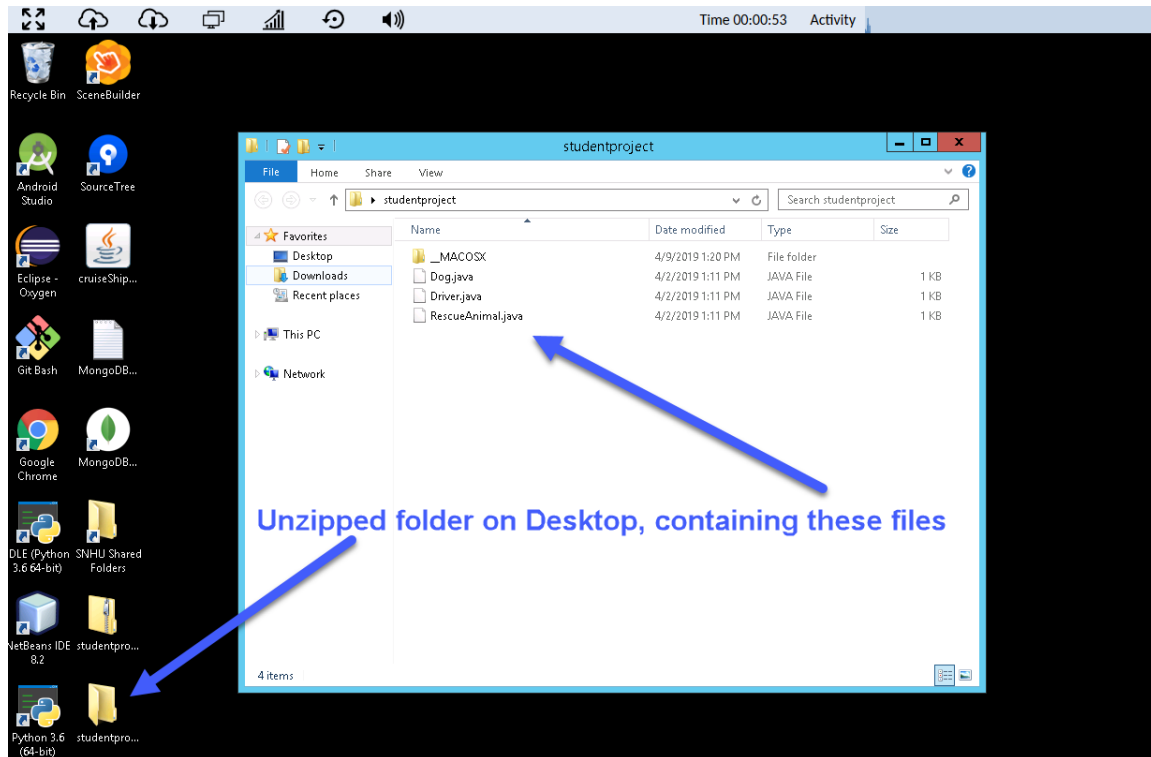 Time 00:00:53 Activity
Recycle Bin
SceneBuilder
Android
Studio
SourceTree
Eclipse -
Oxygen
cruiseShip...
Git Bash
MongoDB...
Google
Chrome
MongoDB...
IDLE (Python
3.6 64-bit)
SNHU Shared
Folders
NetBeans IDE
8.2
studentpro...
Python 3.6
(64-bit)
studentpro...
studentproject
File Home Share View
studentproject
Search studentproject
Favorites
Desktop
Downloads
Recent places
This PC
Network
Name Date modified Type Size
__MACOSX 4/9/2019 1:20 PM File folder
Dog.java 4/2/2019 1:11 PM JAVA File 1 KB
Driver.java 4/2/2019 1:11 PM JAVA File 1 KB
RescueAnimal.java 4/2/2019 1:11 PM JAVA File 1 KB
Unzipped folder on Desktop, containing these files
4 items